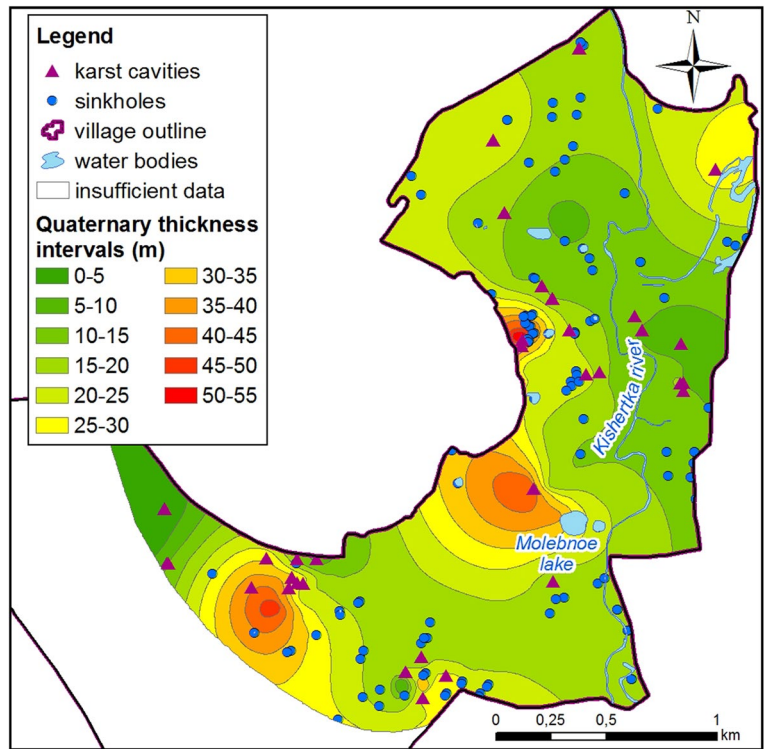 Legend
karst cavities
sinkholes
village outline
water bodies
insufficient data
Quaternary thickness
intervals (m)
0-5
5-10
10-15
15-20
20-25
25-30
30-35
35-40
40-45
45-50
50-55
N
Kishertka river
Molebnoe
lake
0 0,25 0,5 1
km